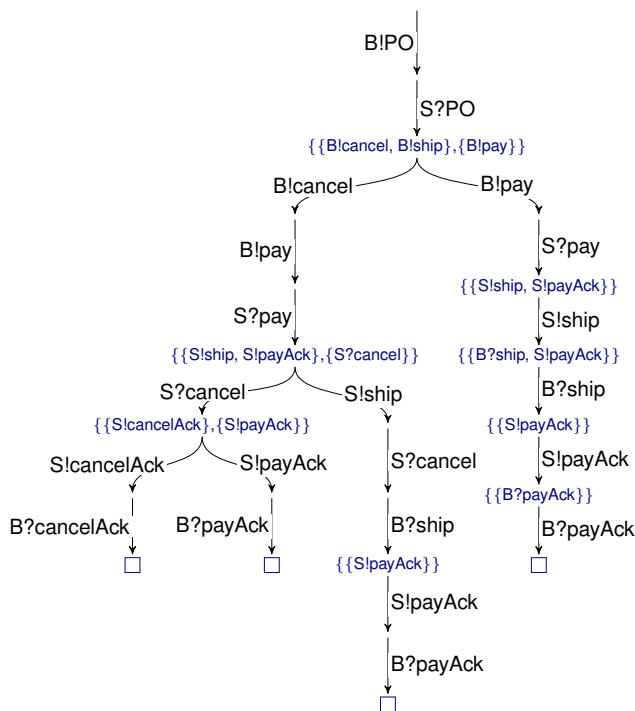 B!PO
S?PO
{{B!cancel, B!ship},{B!pay}}
B!cancel B!pay
B!pay S?pay
{{S!ship, S!payAck}}
S?pay S!ship
{{S!ship, S!payAck},{S?cancel}} {{B?ship, S!payAck}}
S?cancel S!ship B?ship
{{S!cancelAck},{S!payAck}} {{S!payAck}}
S!cancelAck S!payAck S?cancel S!payAck
{{B?payAck}}
B?cancelAck B?payAck B?ship B?payAck
{{S!payAck}}
S!payAck
B?payAck